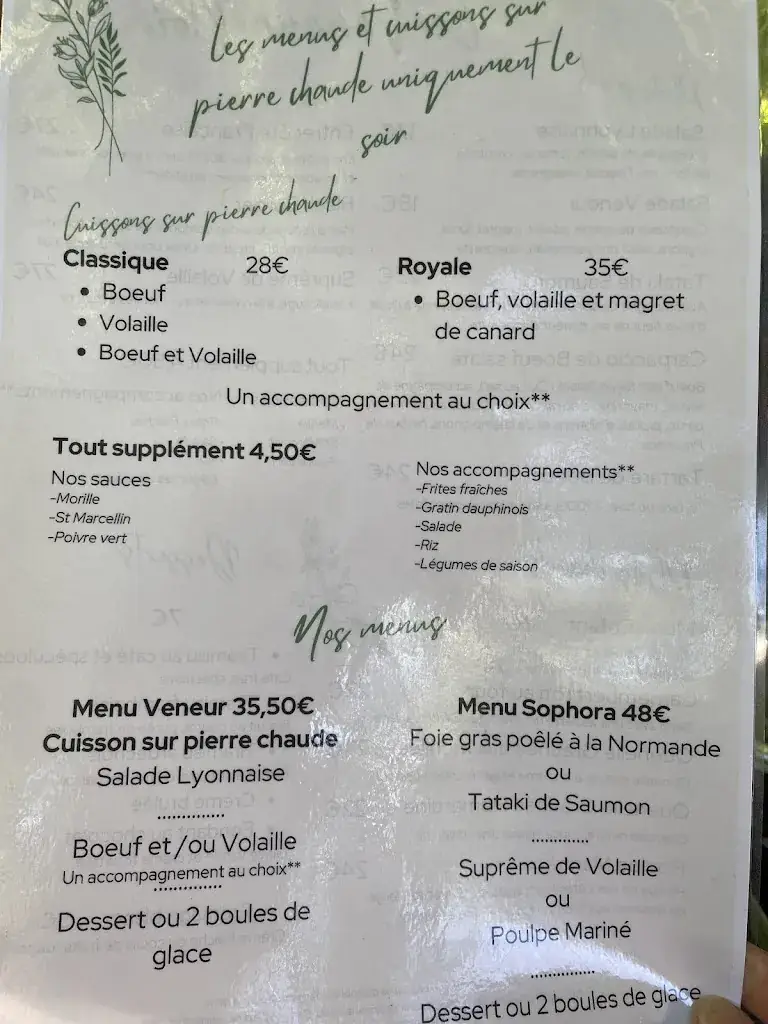 Les menus et cuissons sur
pierre chaude uniquement le
soir
Cuissons sur pierre chaude
Classique 28€
• Boeuf
• Volaille
• Boeuf et Volaille
Royale 35€
• Boeuf, volaille et magret
de canard
Un accompagnement au choix**
Tout supplément 4,50€
Nos sauces
-Morille
-St Marcellin
-Poivre vert
Nos accompagnements**
-Frites fraîches
-Gratin dauphinois
-Salade
-Riz
-Légumes de saison
Nos menus
Menu Veneur 35,50€
Cuisson sur pierre chaude
Salade Lyonnaise
Boeuf et/ou Volaille
Un accompagnement au choix**
Dessert ou 2 boules de
glace
Menu Sophora 48€
Foie gras poêlé à la Normande
ou
Tataki de Saumon
Suprême de Volaille
ou
Poulpe Mariné
Dessert ou 2 boules de glace